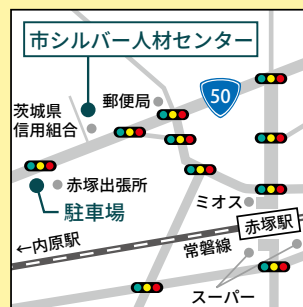 市シルバー人材センター
郵便局
50
茨城県
信用組合
赤塚出張所
駐車場
ミオス
赤塚駅
←内原駅
常磐線
スーパー